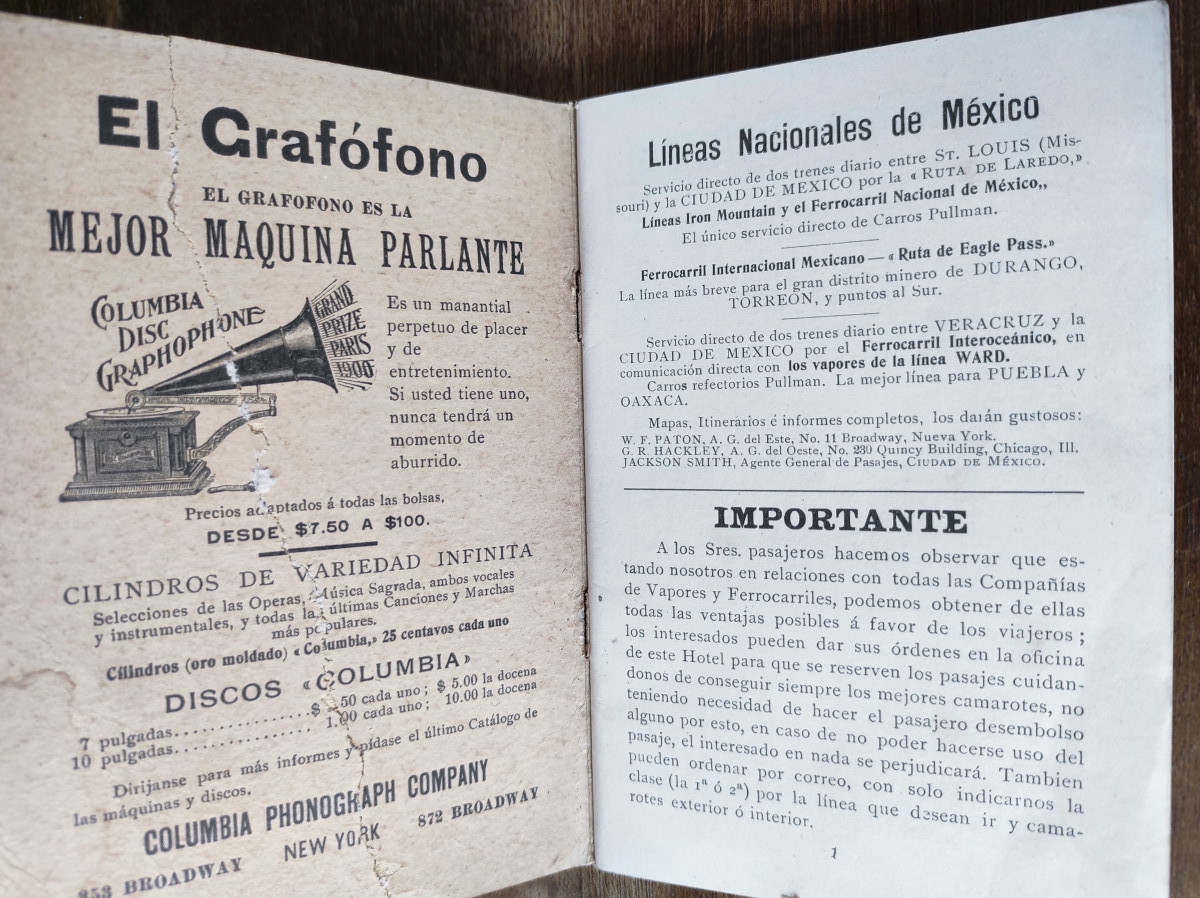 El Grafófono
EL GRAFOFONO ES LA
MEJOR MAQUINA PARLANTE
COLUMBIA
DISC
GRAPHOPHONE
GRAND
PRIZE
PARIS
1900
Es un manantial
perpetuo de placer
y de
entretenimiento.
Si usted tiene uno,
nunca tendrá un
momento de
aburrido.
Precios adaptados á todas las bolsas,
DESDE $7.50 A $100.
CILINDROS DE VARIEDAD INFINITA
Selecciones de las Operas, Música Sagrada, ambos vocales
y instrumentales, y todas las últimas Canciones y Marchas
más populares.
Cilindros (oro moldado) «Columbia,» 25 centavos cada uno
DISCOS «COLUMBIA»
7 pulgadas.................$ .50 cada uno; $ 5.00 la docena
10 pulgadas................. 1.00 cada uno; 10.00 la docena
Dirijanse para más informes y pídase el último Catálogo de
las máquinas y discos.
COLUMBIA PHONOGRAPH COMPANY
353 BROADWAY NEW YORK 872 BROADWAY
Líneas Nacionales de México
Servicio directo de dos trenes diario entre ST. LOUIS (Mis-
souri) y la CIUDAD DE MEXICO por la «RUTA DE LAREDO,»
Líneas Iron Mountain y el Ferrocarril Nacional de México,,
El único servicio directo de Carros Pullman.
Ferrocarril Internacional Mexicano — «Ruta de Eagle Pass.»
La línea más breve para el gran distrito minero de DURANGO,
TORREON, y puntos al Sur.
Servicio directo de dos trenes diario entre VERACRUZ y la
CIUDAD DE MEXICO por el Ferrocarril Interoceánico, en
comunicación directa con los vapores de la línea WARD.
Carros refectorios Pullman. La mejor línea para PUEBLA y
OAXACA.
Mapas, Itinerários é informes completos, los darán gustosos:
W. F. PATON, A. G. del Este, No. 11 Broadway, Nueva York.
G. R. HACKLEY, A. G. del Oeste, No. 230 Quincy Building, Chicago, Ill.
JACKSON SMITH, Agente General de Pasajes, CIUDAD DE MÉXICO.
IMPORTANTE
A los Sres. pasajeros hacemos observar que es-
tando nosotros en relaciones con todas las Compañías
de Vapores y Ferrocarriles, podemos obtener de ellas
todas las ventajas posibles á favor de los viajeros;
los interesados pueden dar sus órdenes en la oficina
de este Hotel para que se reserven los pasajes cuidan-
donos de conseguir siempre los mejores camarotes, no
teniendo necesidad de hacer el pasajero desembolso
alguno por esto, en caso de no poder hacerse uso del
pasaje, el interesado en nada se perjudicará. Tambien
pueden ordenar por correo, con solo indicarnos la
clase (la 1ª ó 2ª) por la línea que desean ir y cama-
rotes exterior ó interior.
1